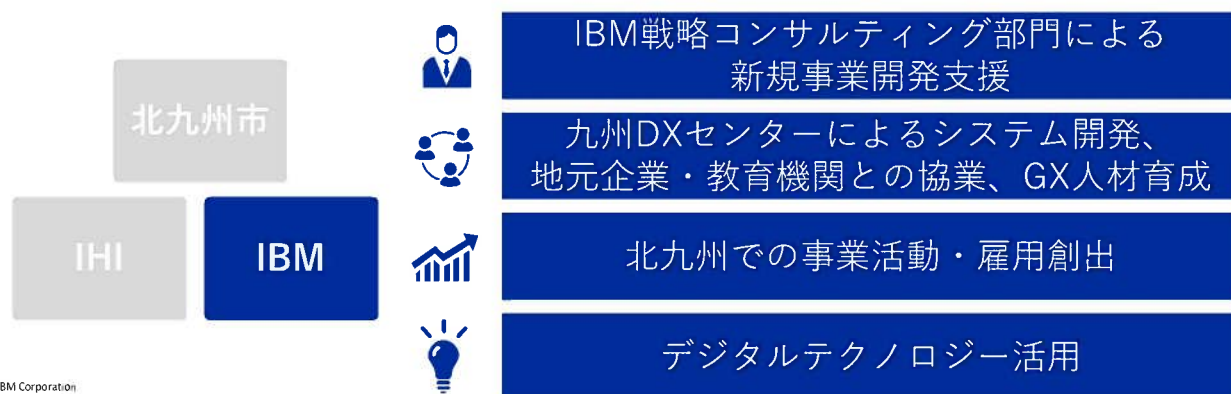 北九州市
IHI
IBM
IBM戦略コンサルティング部門による
新規事業開発支援
九州DXセンターによるシステム開発、
地元企業・教育機関との協業、GX人材育成
北九州での事業活動・雇用創出
デジタルテクノロジー活用
BM Corporation